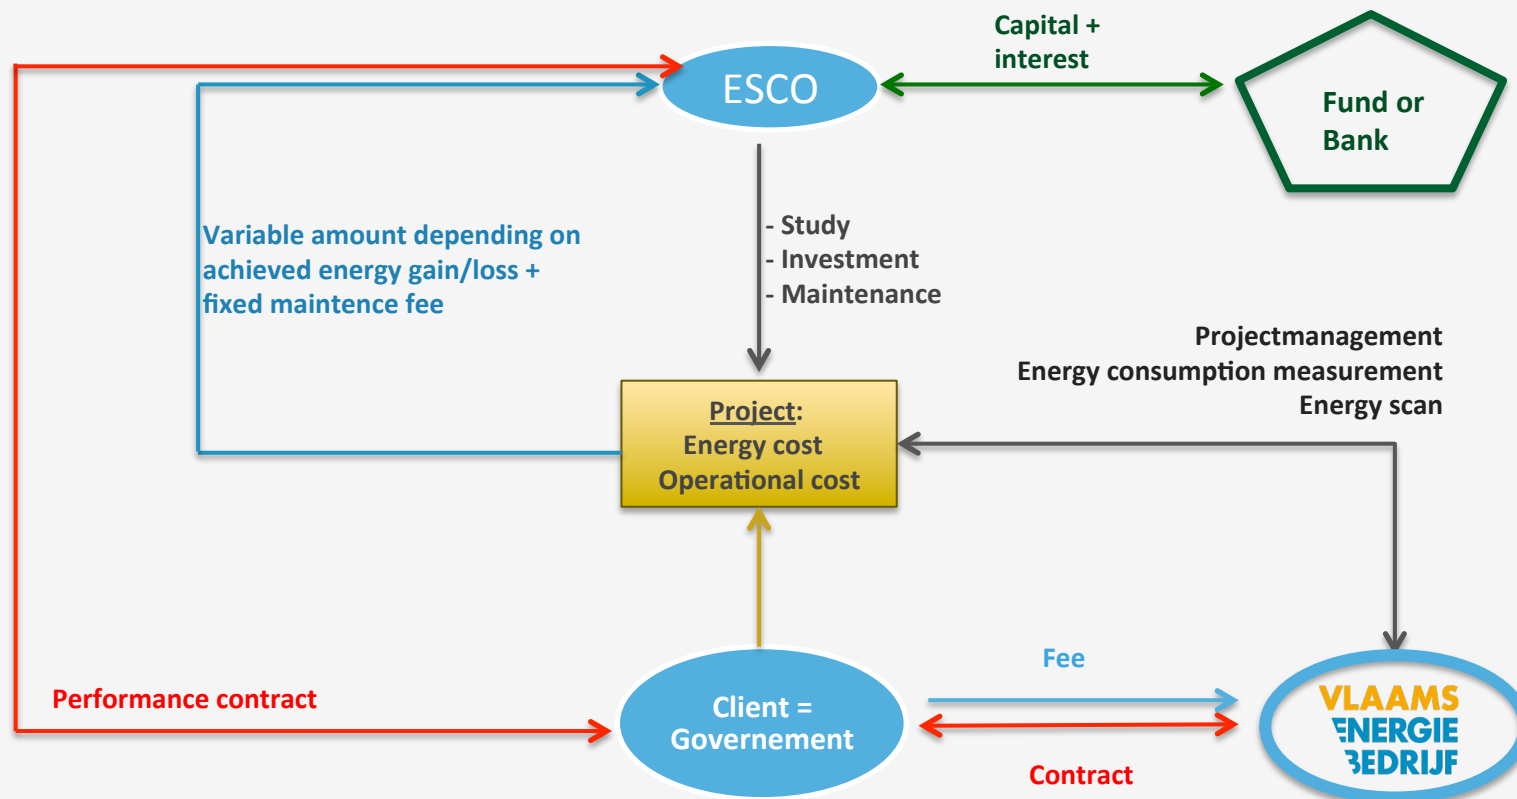 Capital +
interest
ESCO
Fund or
Bank
Variable amount depending on
achieved energy gain/loss +
fixed maintence fee
- Study
- Investment
- Maintenance
Projectmanagement
Energy consumption measurement
Energy scan
Project:
Energy cost
Operational cost
Performance contract
Client =
Governement
Fee
Contract
VLAAMS
ENERGIE
BEDRIJF